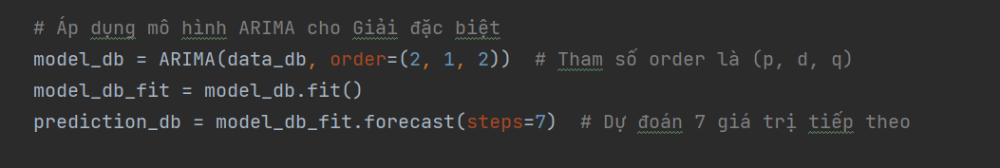 # Áp dụng mô hình ARIMA cho Giải đặc biệt
model_db = ARIMA(data_db, order=(2, 1, 2))  # Tham số order là (p, d, q)
model_db_fit = model_db.fit()
prediction_db = model_db_fit.forecast(steps=7)  # Dự đoán 7 giá trị tiếp theo